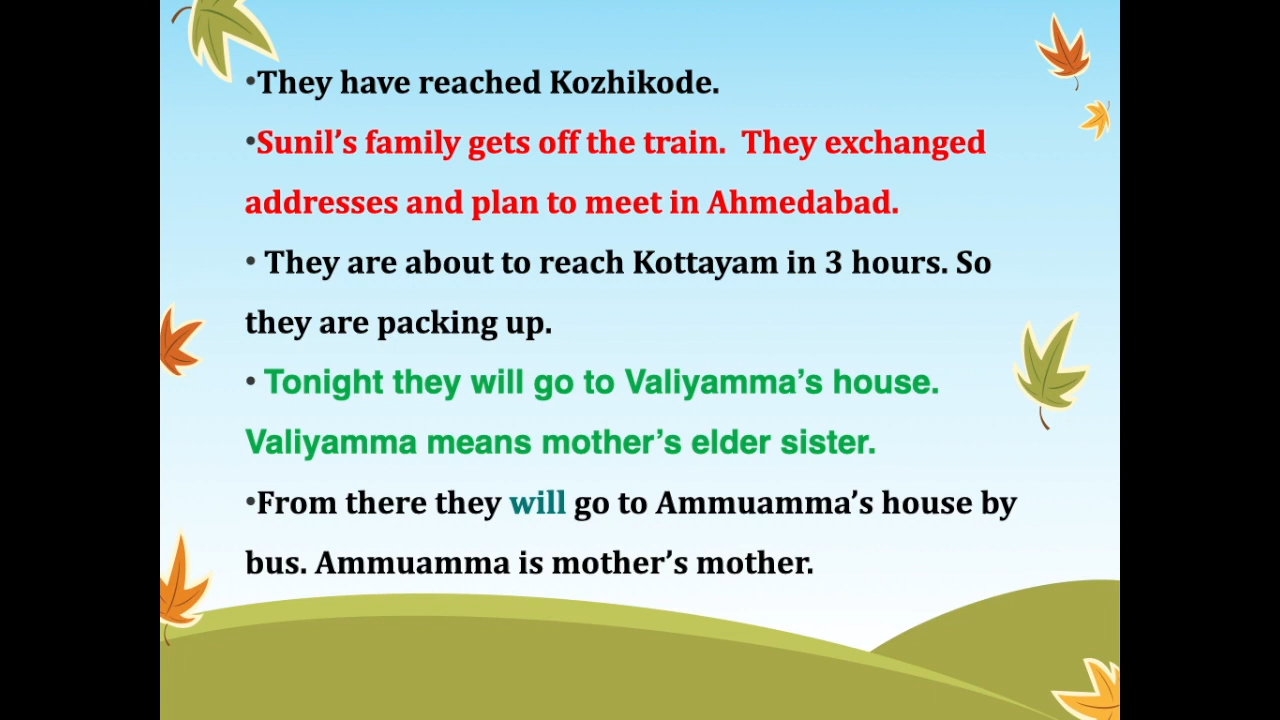 •They have reached Kozhikode.
•Sunil’s family gets off the train.  They exchanged
addresses and plan to meet in Ahmedabad.
• They are about to reach Kottayam in 3 hours. So
they are packing up.
• Tonight they will go to Valiyamma’s house.
Valiyamma means mother’s elder sister.
•From there they will go to Ammuamma’s house by
bus. Ammuamma is mother’s mother.